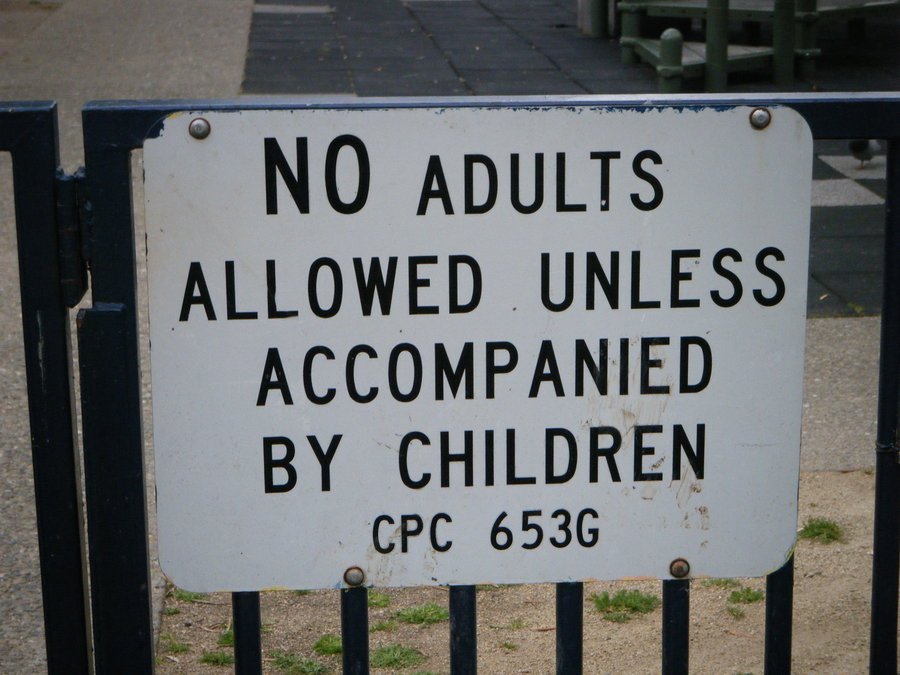 NO ADULTS
ALLOWED UNLESS
ACCOMPANIED
BY CHILDREN
CPC 653G